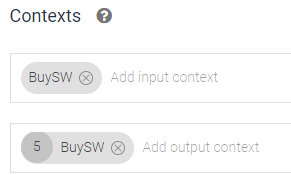 Contexts ?
BuySW Add input context
5 BuySW Add output context